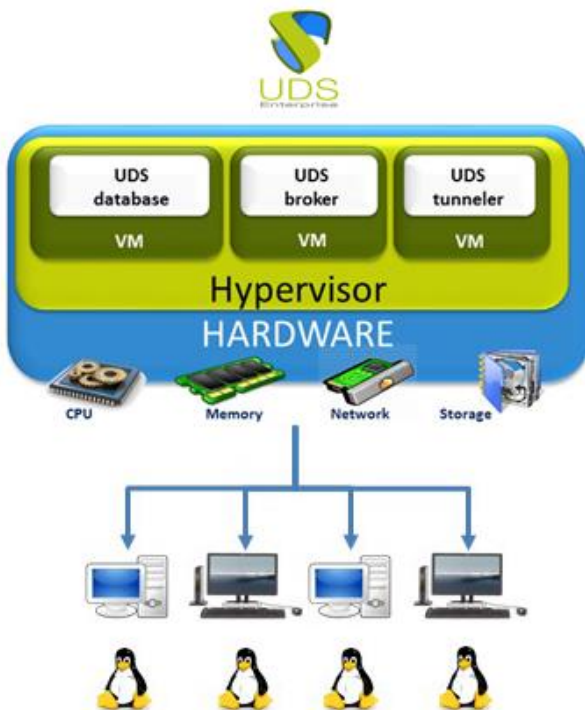 UDS
Enterprise
UDS
database
VM
UDS
broker
VM
UDS
tunneler
VM
Hypervisor
HARDWARE
CPU
Memory
Network
Storage